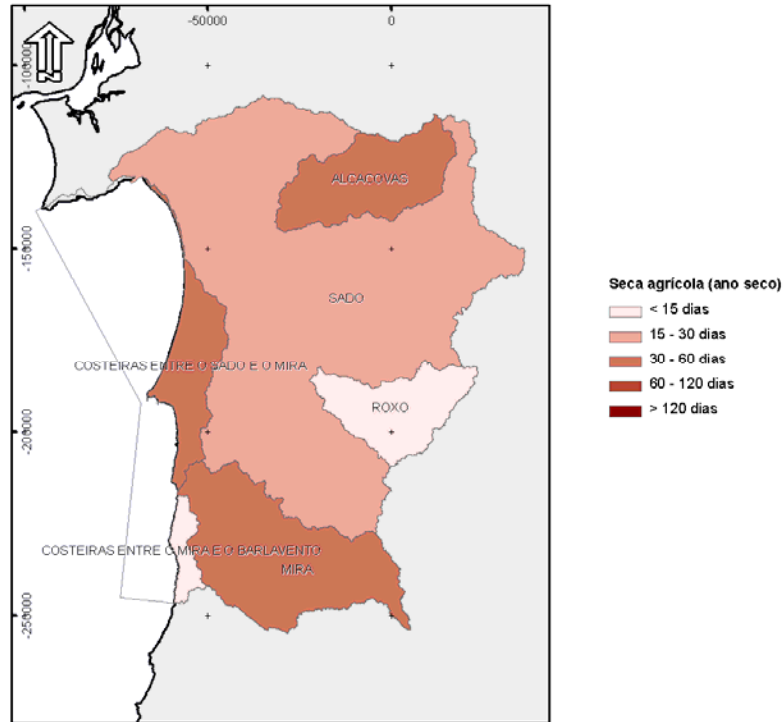 -50000
0
-100000
N
ALCÁÇOVAS
-150000
SADO
COSTEIRAS ENTRE O SADO E O MIRA
ROXO
-200000
COSTEIRAS ENTRE O MIRA E O BARLAVENTO
MIRA
-250000
Seca agrícola (ano seco)
< 15 dias
15 - 30 dias
30 - 60 dias
60 - 120 dias
> 120 dias